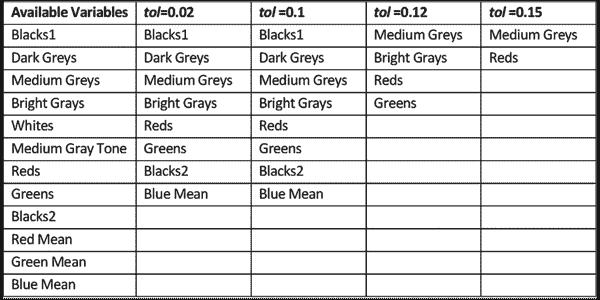 Available Variables tol=0.02 tol =0.1 tol =0.12 tol =0.15
Blacks1 Blacks1 Blacks1 Medium Greys Medium Greys
Dark Greys Dark Greys Dark Greys Bright Grays Reds
Medium Greys Medium Greys Medium Greys Reds
Bright Grays Bright Grays Bright Grays Greens
Whites Reds Reds
Medium Gray Tone Greens Greens
Reds Blacks2 Blacks2
Greens Blue Mean Blue Mean
Blacks2
Red Mean
Green Mean
Blue Mean